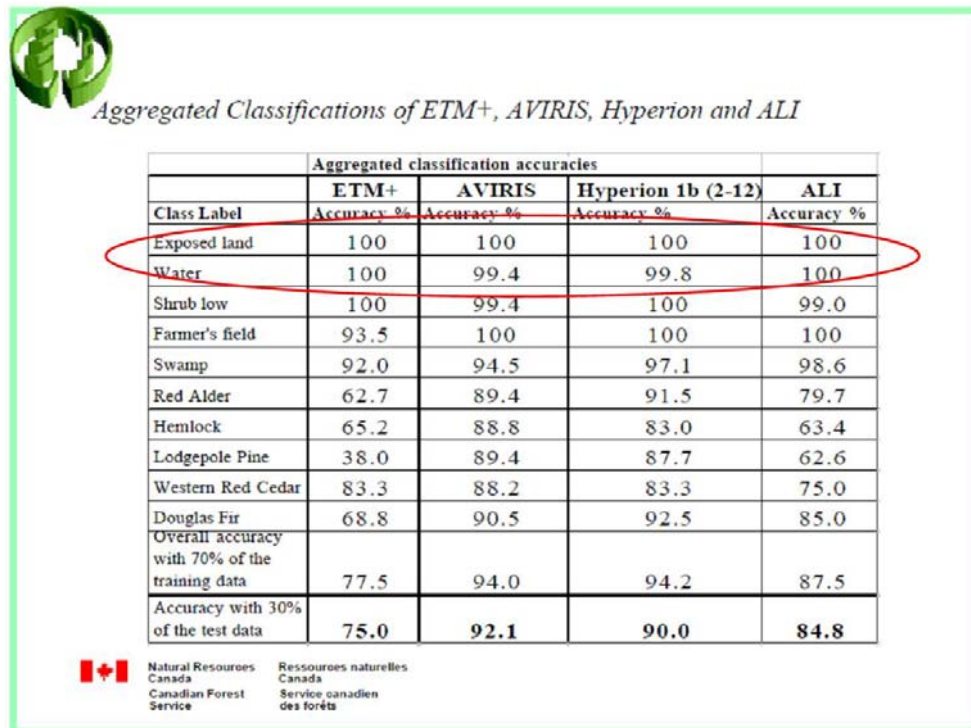 Aggregated Classifications of ETM+, AVIRIS, Hyperion and ALI
Aggregated classification accuracies
ETM+ AVIRIS Hyperion 1b (2-12) ALI
Class Label Accuracy % Accuracy % Accuracy % Accuracy %
Exposed land 100 100 100 100
Water 100 99.4 99.8 100
Shrub low 100 99.4 100 99.0
Farmer's field 93.5 100 100 100
Swamp 92.0 94.5 97.1 98.6
Red Alder 62.7 89.4 91.5 79.7
Hemlock 65.2 88.8 83.0 63.4
Lodgepole Pine 38.0 89.4 87.7 62.6
Western Red Cedar 83.3 88.2 83.3 75.0
Douglas Fir 68.8 90.5 92.5 85.0
Overall accuracy
with 70% of the
training data 77.5 94.0 94.2 87.5
Accuracy with 30%
of the test data 75.0 92.1 90.0 84.8
Natural Resources Ressources naturelles
Canada Canada
Canadian Forest Service canadien
Service des forêts